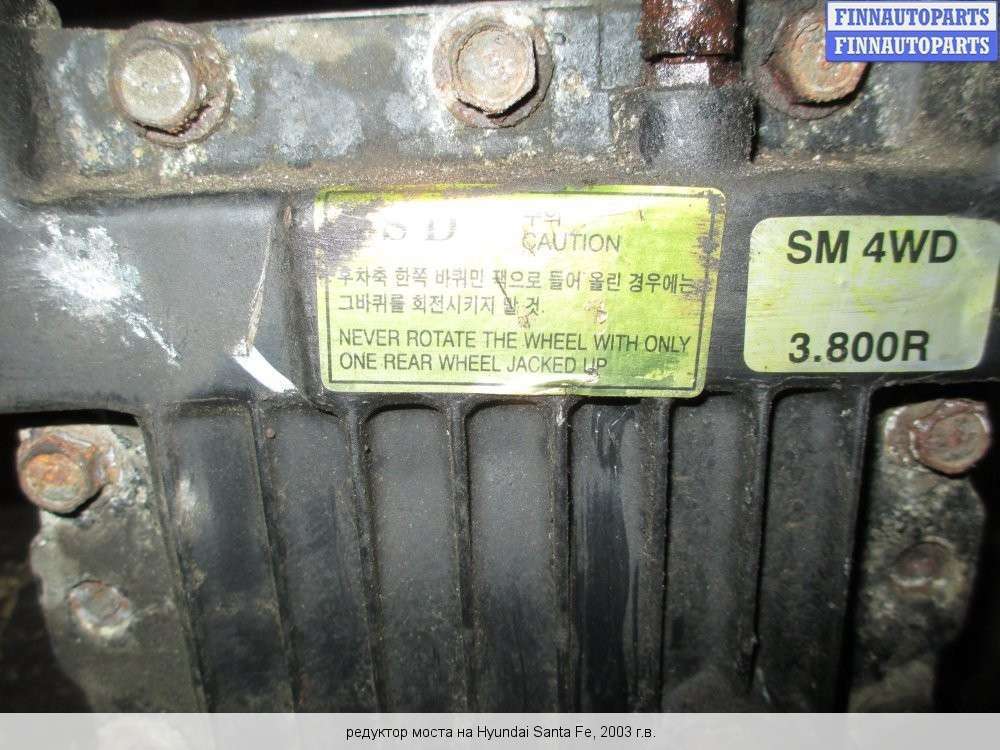 FINNAUTOPARTS
FINNAUTOPARTS
SD
CAUTION
후차축 한쪽 바퀴만 잭으로 들어 올린 경우에는
그바퀴를 회전시키지 말 것.
NEVER ROTATE THE WHEEL WITH ONLY
ONE REAR WHEEL JACKED UP
SM 4WD
3.800R
редуктор моста на Hyundai Santa Fe, 2003 г.в.